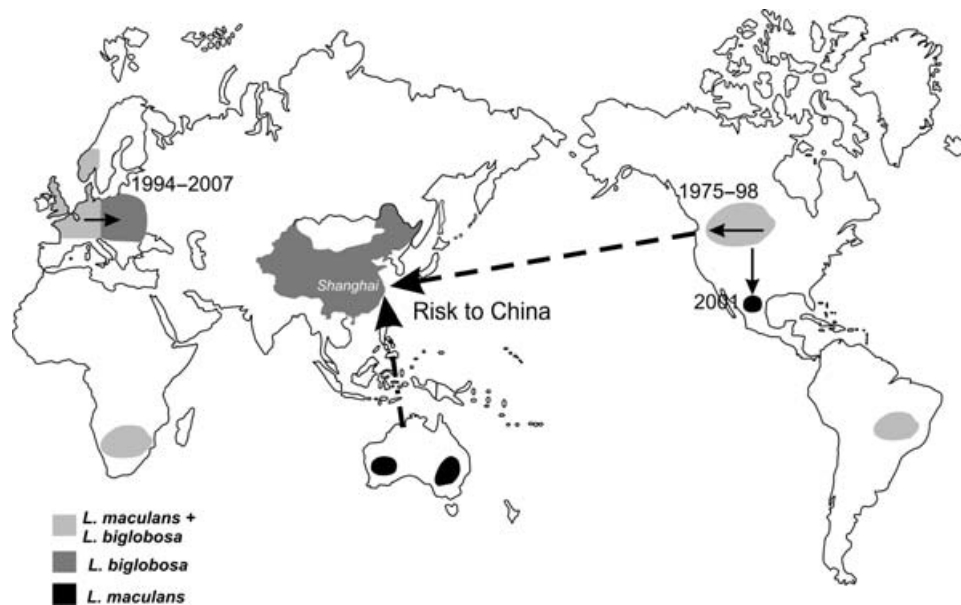 1994–2007
1975–98
Shanghai
2001
Risk to China
L. maculans +
L. biglobosa
L. biglobosa
L. maculans